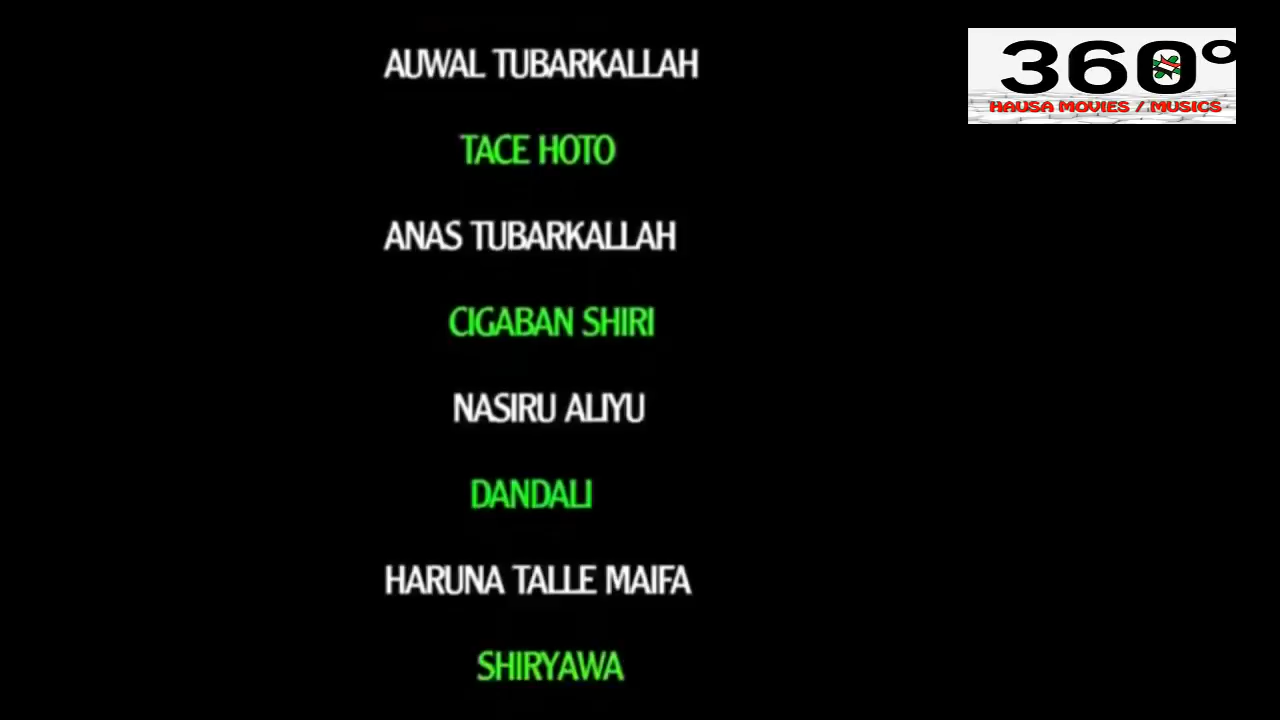 AUWAL TUBARKALLAH
TACE HOTO
ANAS TUBARKALLAH
CIGABAN SHIRI
NASIRU ALIYU
DANDALI
HARUNA TALLE MAIFA
SHIRYAWA
360°
HAUSA MOVIES / MUSICS